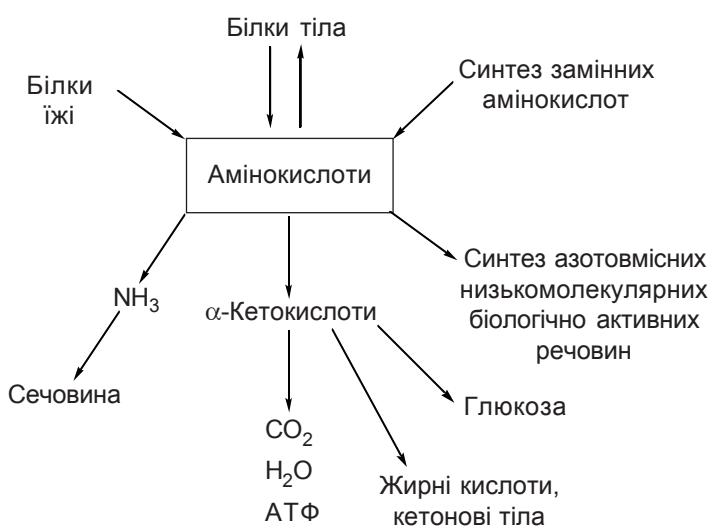 Білки тіла
Білки
їжі
Синтез замінних
амінокислот
Амінокислоти
NH3
α-Кетокислоти
Синтез азотовмісних
низькомолекулярних
біологічно активних
речовин
Сечовина
Глюкоза
CO2
H2O
АТФ
Жирні кислоти,
кетонові тіла